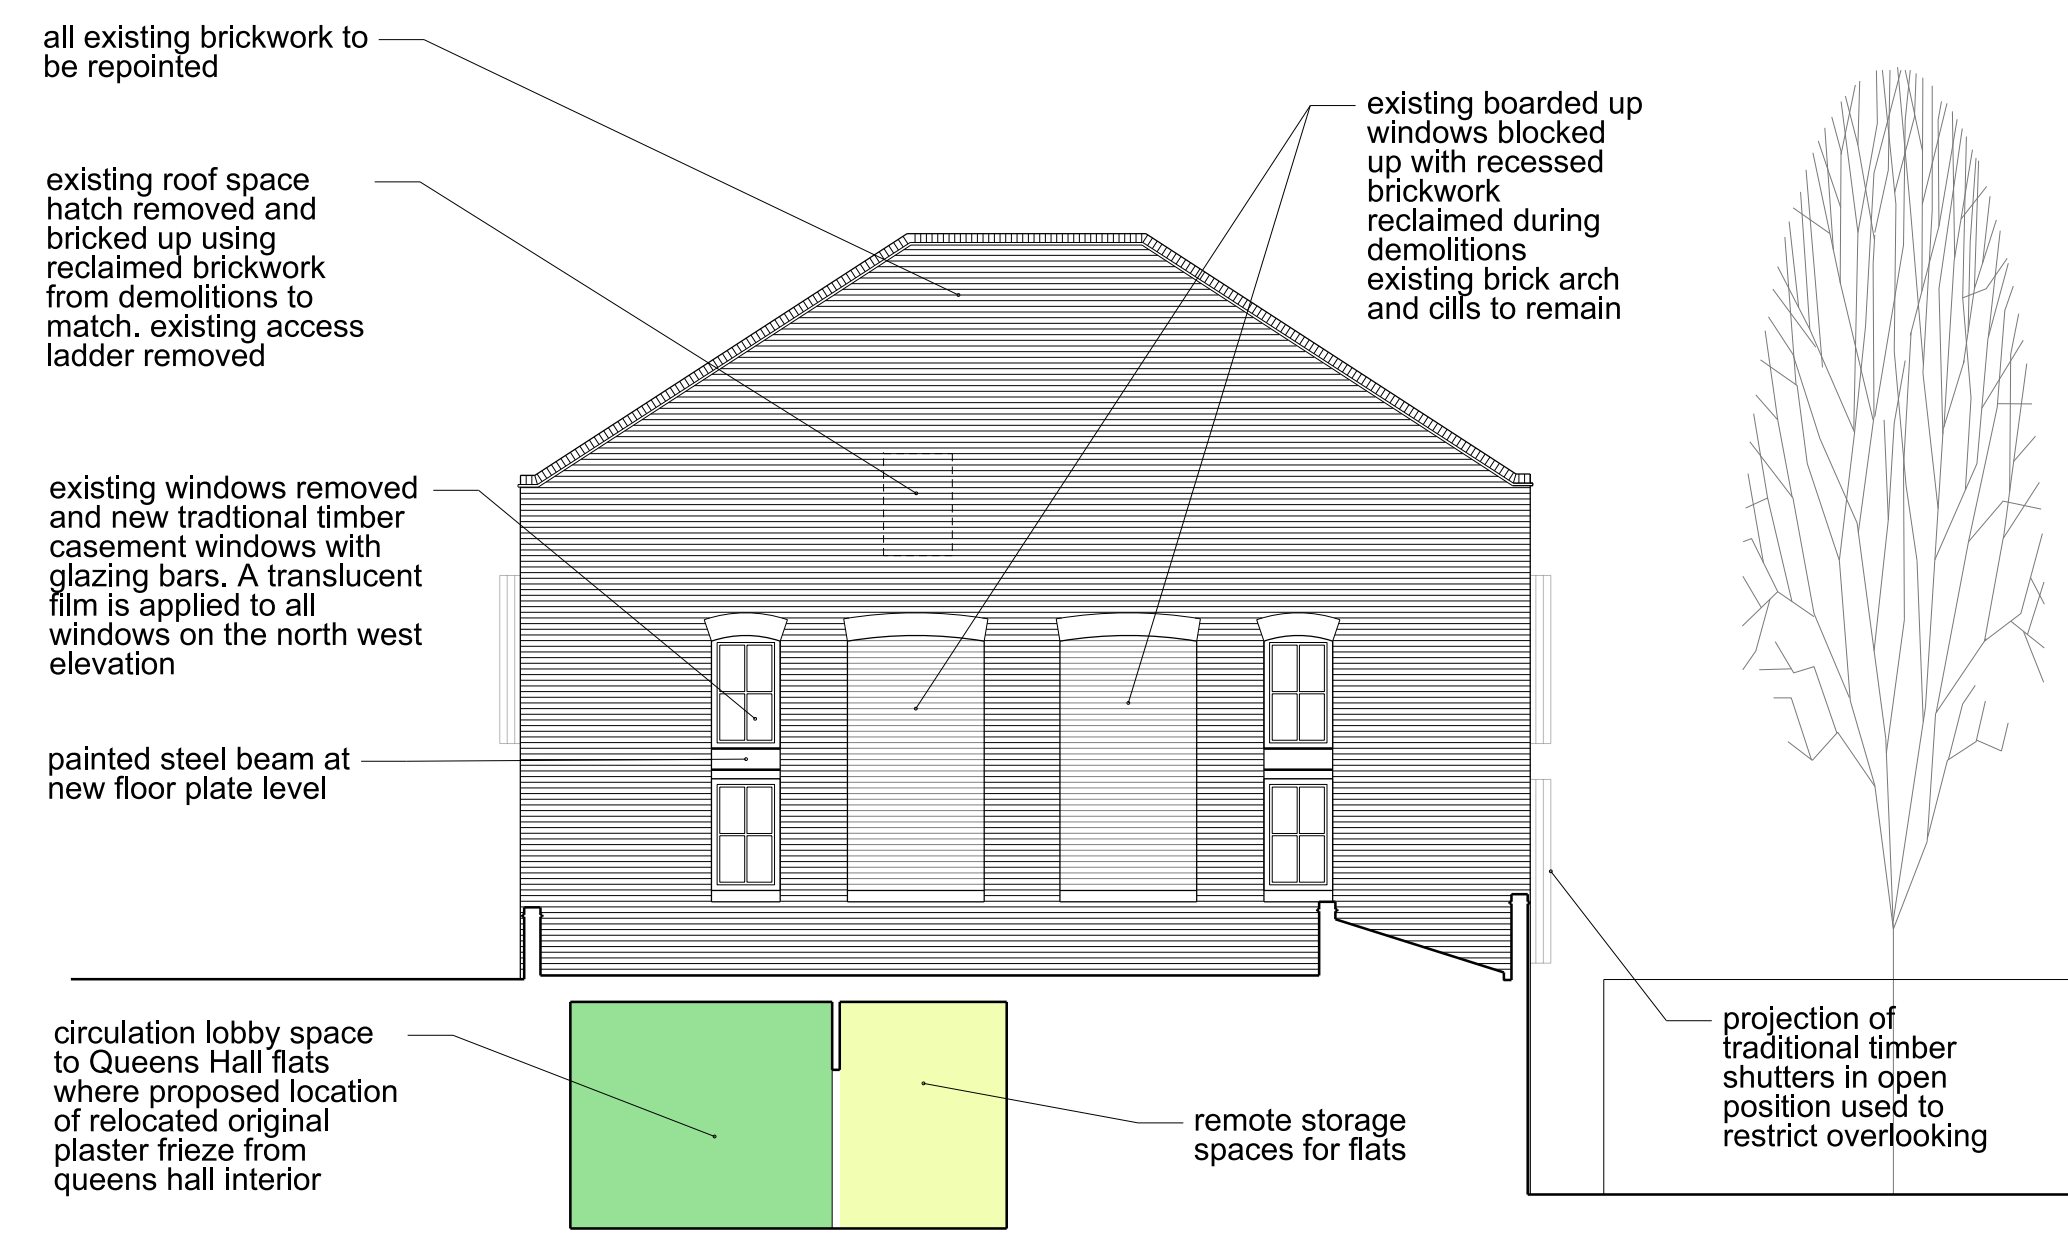 all existing brickwork to
be repointed
existing roof space
hatch removed and
bricked up using
reclaimed brickwork
from demolitions to
match. existing access
ladder removed
existing windows removed
and new tradtional timber
casement windows with
glazing bars. A translucent
film is applied to all
windows on the north west
elevation
painted steel beam at
new floor plate level
circulation lobby space
to Queens Hall flats
where proposed location
of relocated original
plaster frieze from
queens hall interior
existing boarded up
windows blocked
up with recessed
brickwork
reclaimed during
demolitions
existing brick arch
and cills to remain
remote storage
spaces for flats
projection of
traditional timber
shutters in open
position used to
restrict overlooking